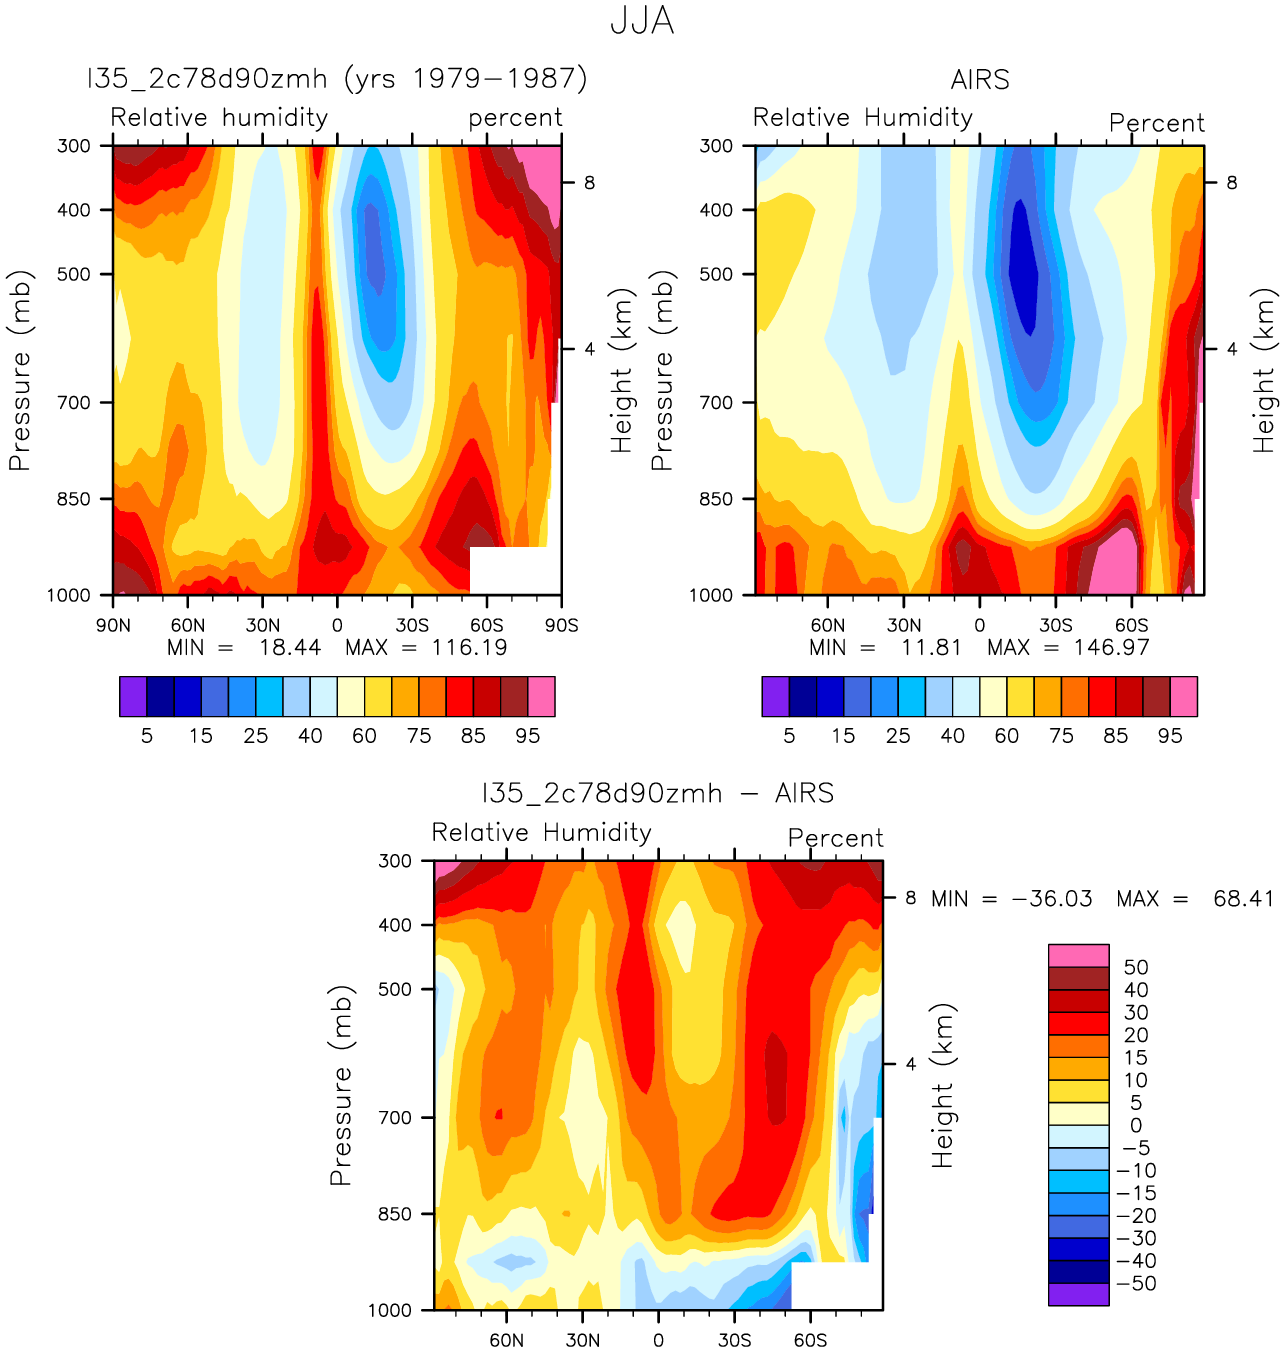 JJA
I35_2c78d90zmh (yrs 1979-1987)
Relative humidity percent
300
400
500
700
850
1000
Pressure (mb)
8
4
Height (km)
90N 60N 30N 0 30S 60S 90S
MIN = 18.44 MAX = 116.19
5 15 25 40 60 75 85 95
AIRS
Relative Humidity Percent
300
400
500
700
850
1000
Pressure (mb)
8
4
Height (km)
60N 30N 0 30S 60S
MIN = 11.81 MAX = 146.97
5 15 25 40 60 75 85 95
I35_2c78d90zmh - AIRS
Relative Humidity Percent
300
400
500
700
850
1000
Pressure (mb)
8
4
Height (km)
60N 30N 0 30S 60S
MIN = -36.03 MAX = 68.41
50
40
30
20
15
10
5
0
-5
-10
-15
-20
-30
-40
-50